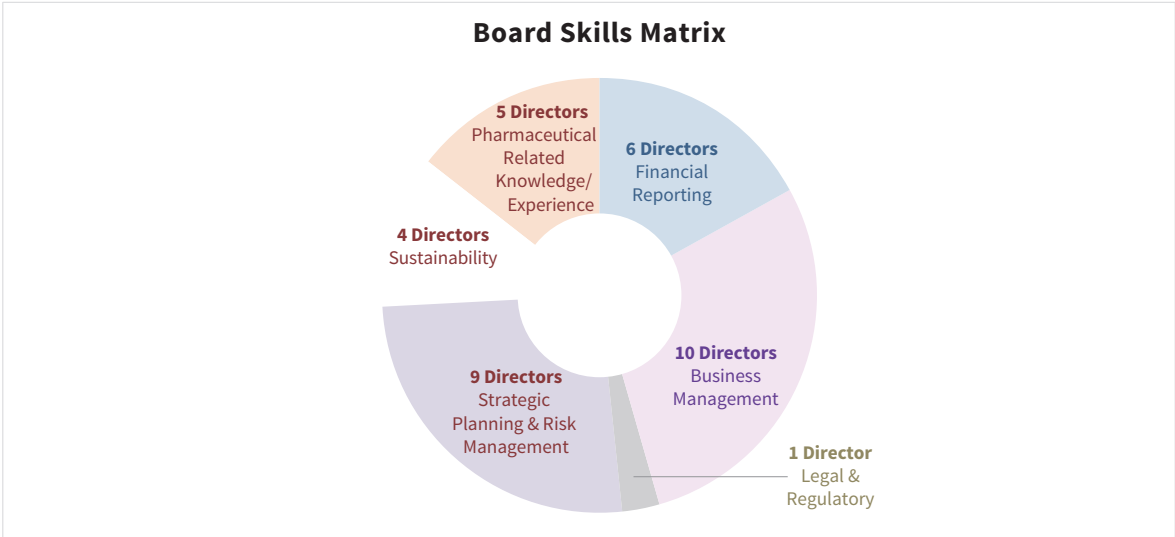 Board Skills Matrix
5 Directors
Pharmaceutical
Related
Knowledge/
Experience
6 Directors
Financial
Reporting
4 Directors
Sustainability
10 Directors
Business
Management
9 Directors
Strategic
Planning & Risk
Management
1 Director
Legal &
Regulatory